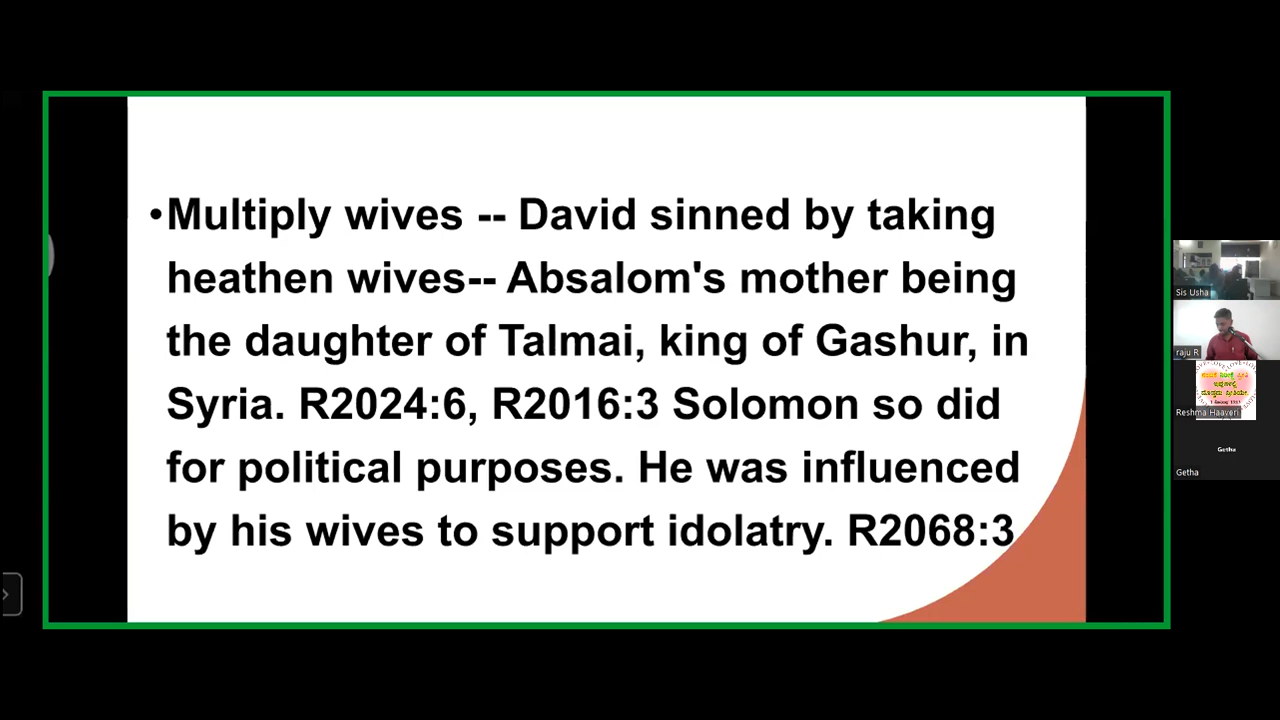 •Multiply wives -- David sinned by taking
heathen wives-- Absalom's mother being
the daughter of Talmai, king of Gashur, in
Syria. R2024:6, R2016:3 Solomon so did
for political purposes. He was influenced
by his wives to support idolatry. R2068:3
Sis Usha
raju R
Reshma Haaveri
Getha
Getha